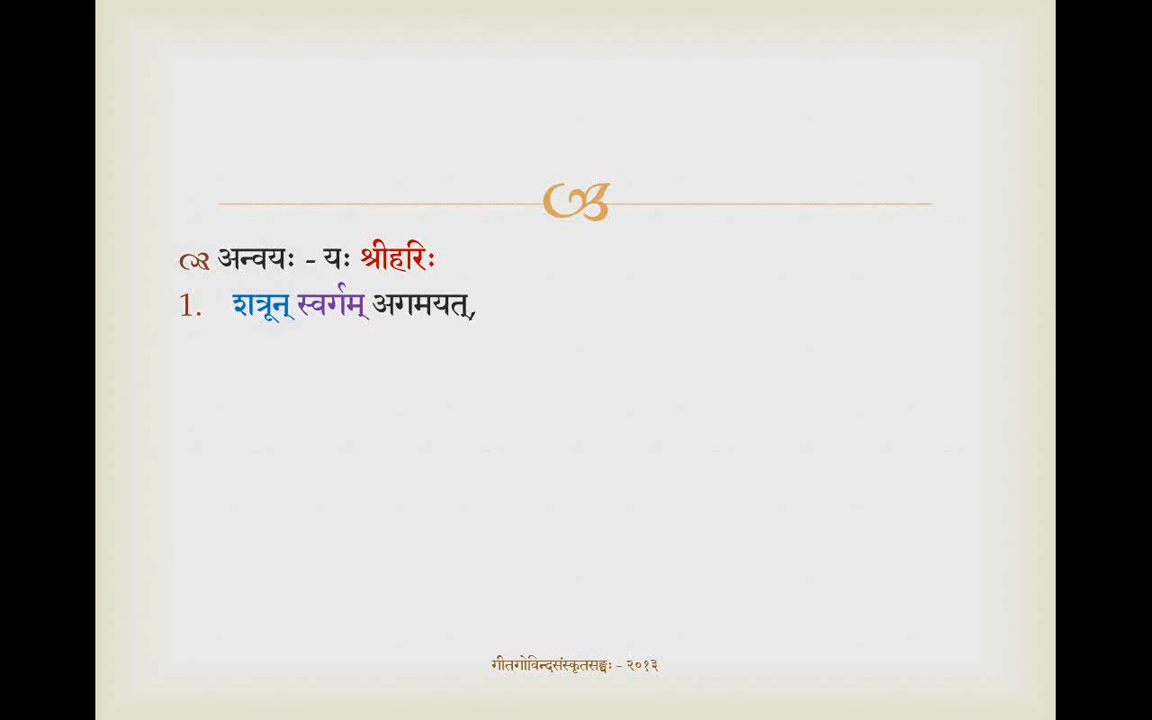 अन्वयः - यः श्रीहरिः
1. शत्रून् स्वर्गम् अगमयत्,
गीतगोविन्दसंस्कृतसङ्घः - २०१३